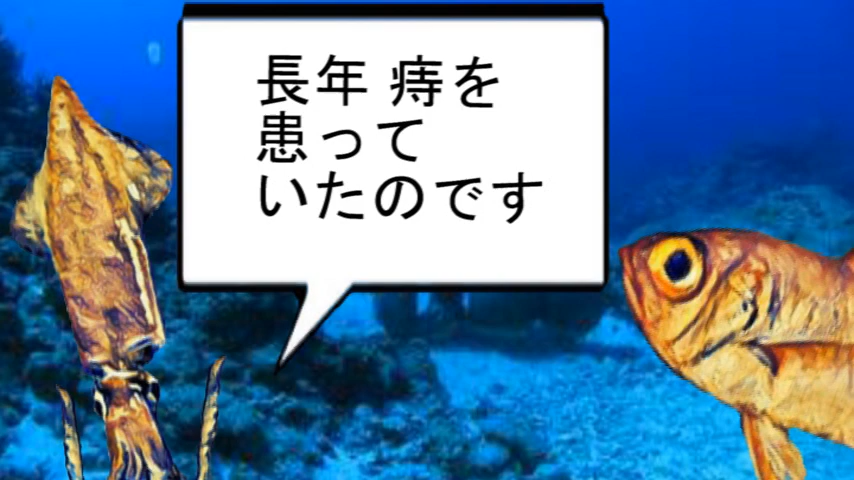 長年 痔を
患って
いたのです